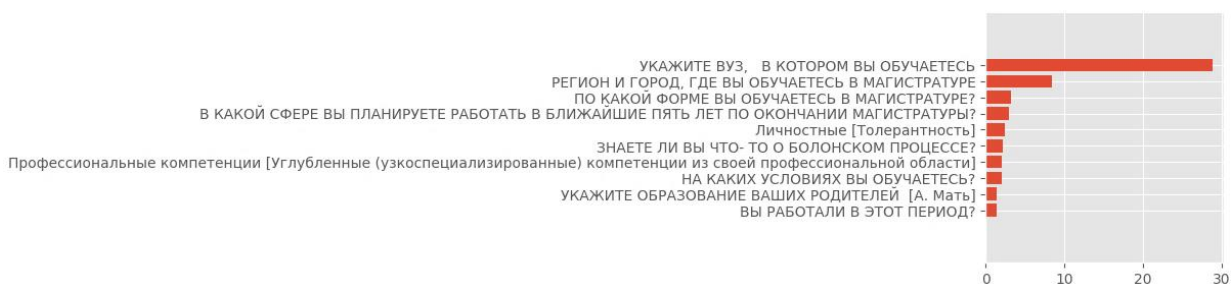 УКАЖИТЕ ВУЗ,   В КОТОРОМ ВЫ ОБУЧАЕТЕСЬ
РЕГИОН И ГОРОД, ГДЕ ВЫ ОБУЧАЕТЕСЬ В МАГИСТРАТУРЕ
ПО КАКОЙ ФОРМЕ ВЫ ОБУЧАЕТЕСЬ В МАГИСТРАТУРЕ?
В КАКОЙ СФЕРЕ ВЫ ПЛАНИРУЕТЕ РАБОТАТЬ В БЛИЖАЙШИЕ ПЯТЬ ЛЕТ ПО ОКОНЧАНИИ МАГИСТРАТУРЫ?
Личностные [Толерантность]
ЗНАЕТЕ ЛИ ВЫ ЧТО- ТО О БОЛОНСКОМ ПРОЦЕССЕ?
Профессиональные компетенции [Углубленные (узкоспециализированные) компетенции из своей профессиональной области]
НА КАКИХ УСЛОВИЯХ ВЫ ОБУЧАЕТЕСЬ?
УКАЖИТЕ ОБРАЗОВАНИЕ ВАШИХ РОДИТЕЛЕЙ  [А. Мать]
ВЫ РАБОТАЛИ В ЭТОТ ПЕРИОД?
0 10 20 30